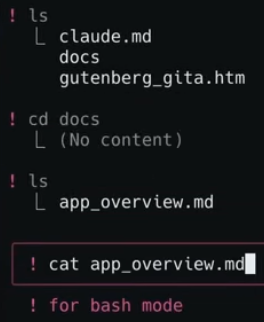 ! ls
⎿ claude.md
docs
gutenberg_gita.htm
! cd docs
⎿ (No content)
! ls
⎿ app_overview.md
! cat app_overview.md
! for bash mode